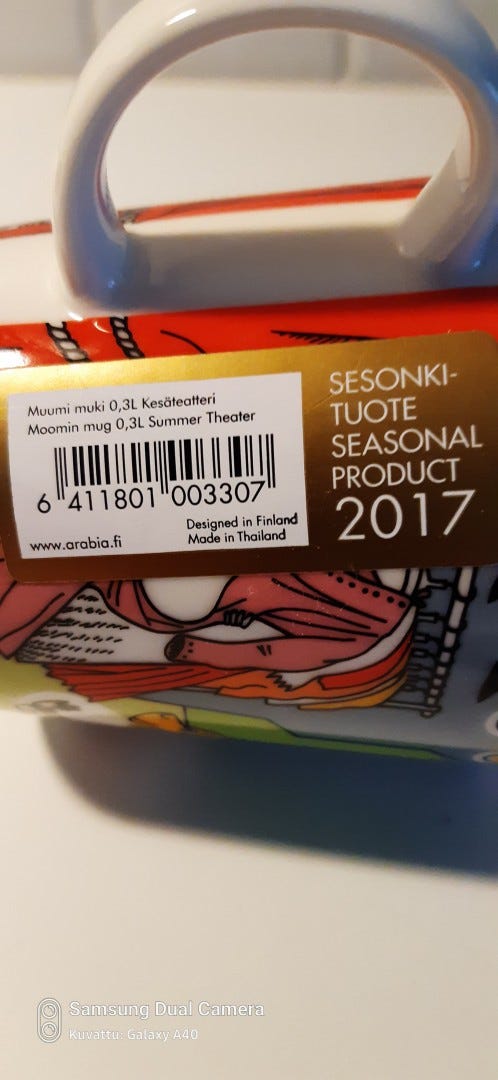 Muumi muki 0,3L Kesäteatteri
Moomin mug 0,3L Summer Theater
6 411801 003307
Designed in Finland
Made in Thailand
www.arabia.fi
SESONKI-
TUOTE
SEASONAL
PRODUCT
2017
Samsung Dual Camera
Kuvattu: Galaxy A40